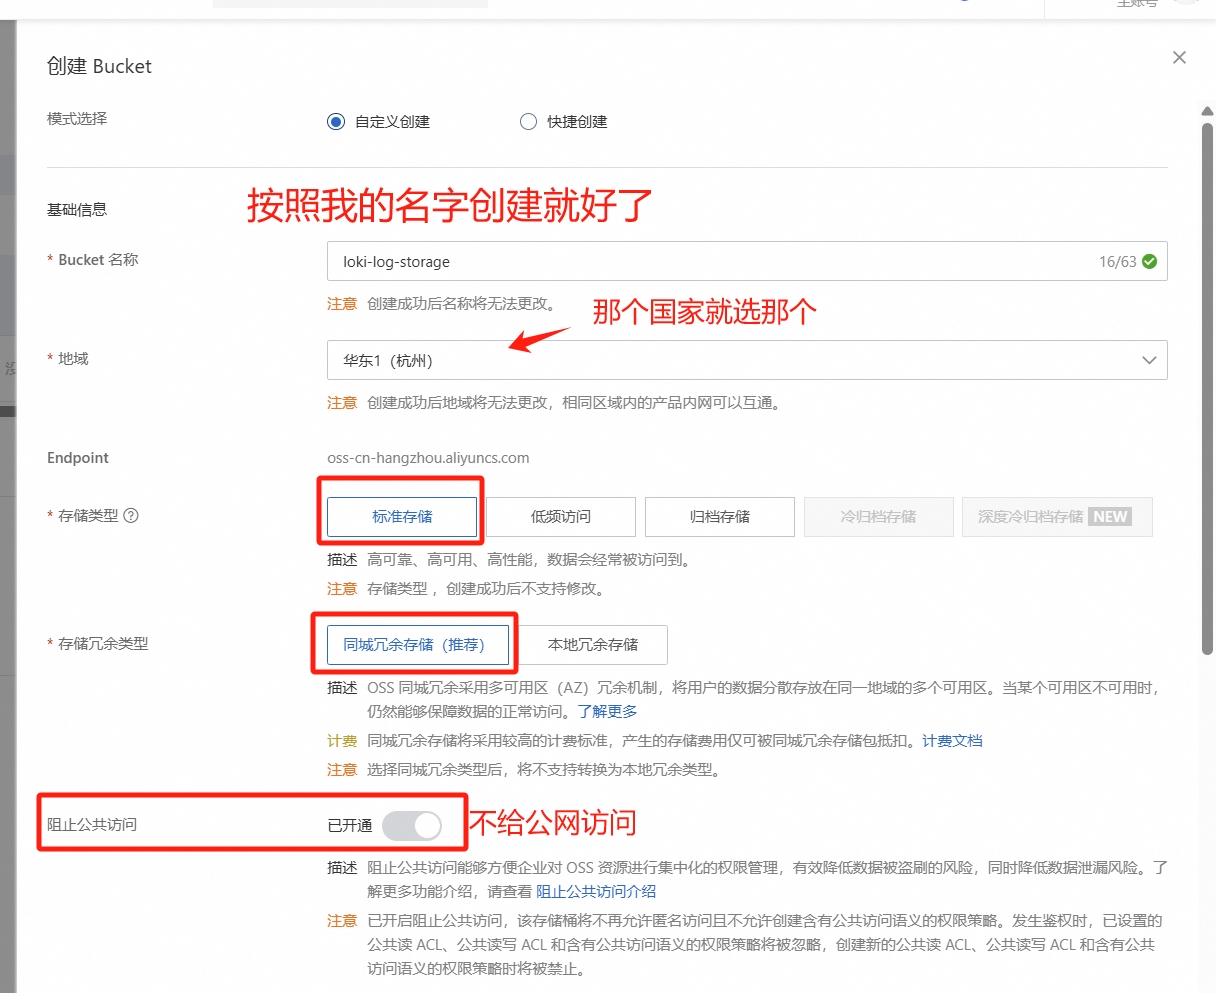 主账号
创建 Bucket
模式选择
自定义创建
快捷创建
基础信息
按照我的名字创建就好了
* Bucket 名称
loki-log-storage
16/63
注意 创建成功后名称将无法更改。
那个国家就选那个
* 地域
华东1（杭州）
注意 创建成功后地域将无法更改，相同区域内的产品内网可以互通。
Endpoint
oss-cn-hangzhou.aliyuncs.com
* 存储类型 ?
标准存储
低频访问
归档存储
冷归档存储
深度冷归档存储 NEW
描述 高可靠、高可用、高性能，数据会经常被访问到。
注意 存储类型 ，创建成功后不支持修改。
* 存储冗余类型
同城冗余存储（推荐）
本地冗余存储
描述 OSS 同城冗余采用多可用区（AZ）冗余机制，将用户的数据分散存放在同一地域的多个可用区。当某个可用区不可用时，
仍然能够保障数据的正常访问。了解更多
计费 同城冗余存储将采用较高的计费标准，产生的存储费用仅可被同城冗余存储包抵扣。计费文档
注意 选择同城冗余类型后，将不支持转换为本地冗余类型。
阻止公共访问
已开通
不给公网访问
描述 阻止公共访问能够方便企业对 OSS 资源进行集中化的权限管理，有效降低数据被盗刷的风险，同时降低数据泄漏风险。了
解更多功能介绍，请查看 阻止公共访问介绍
注意 已开启阻止公共访问，该存储桶将不再允许匿名访问且不允许创建含有公共访问语义的权限策略。发生鉴权时，已设置的
公共读 ACL、公共读写 ACL 和含有公共访问语义的权限策略将被忽略，创建新的公共读 ACL、公共读写 ACL 和含有公共
访问语义的权限策略时将被禁止。